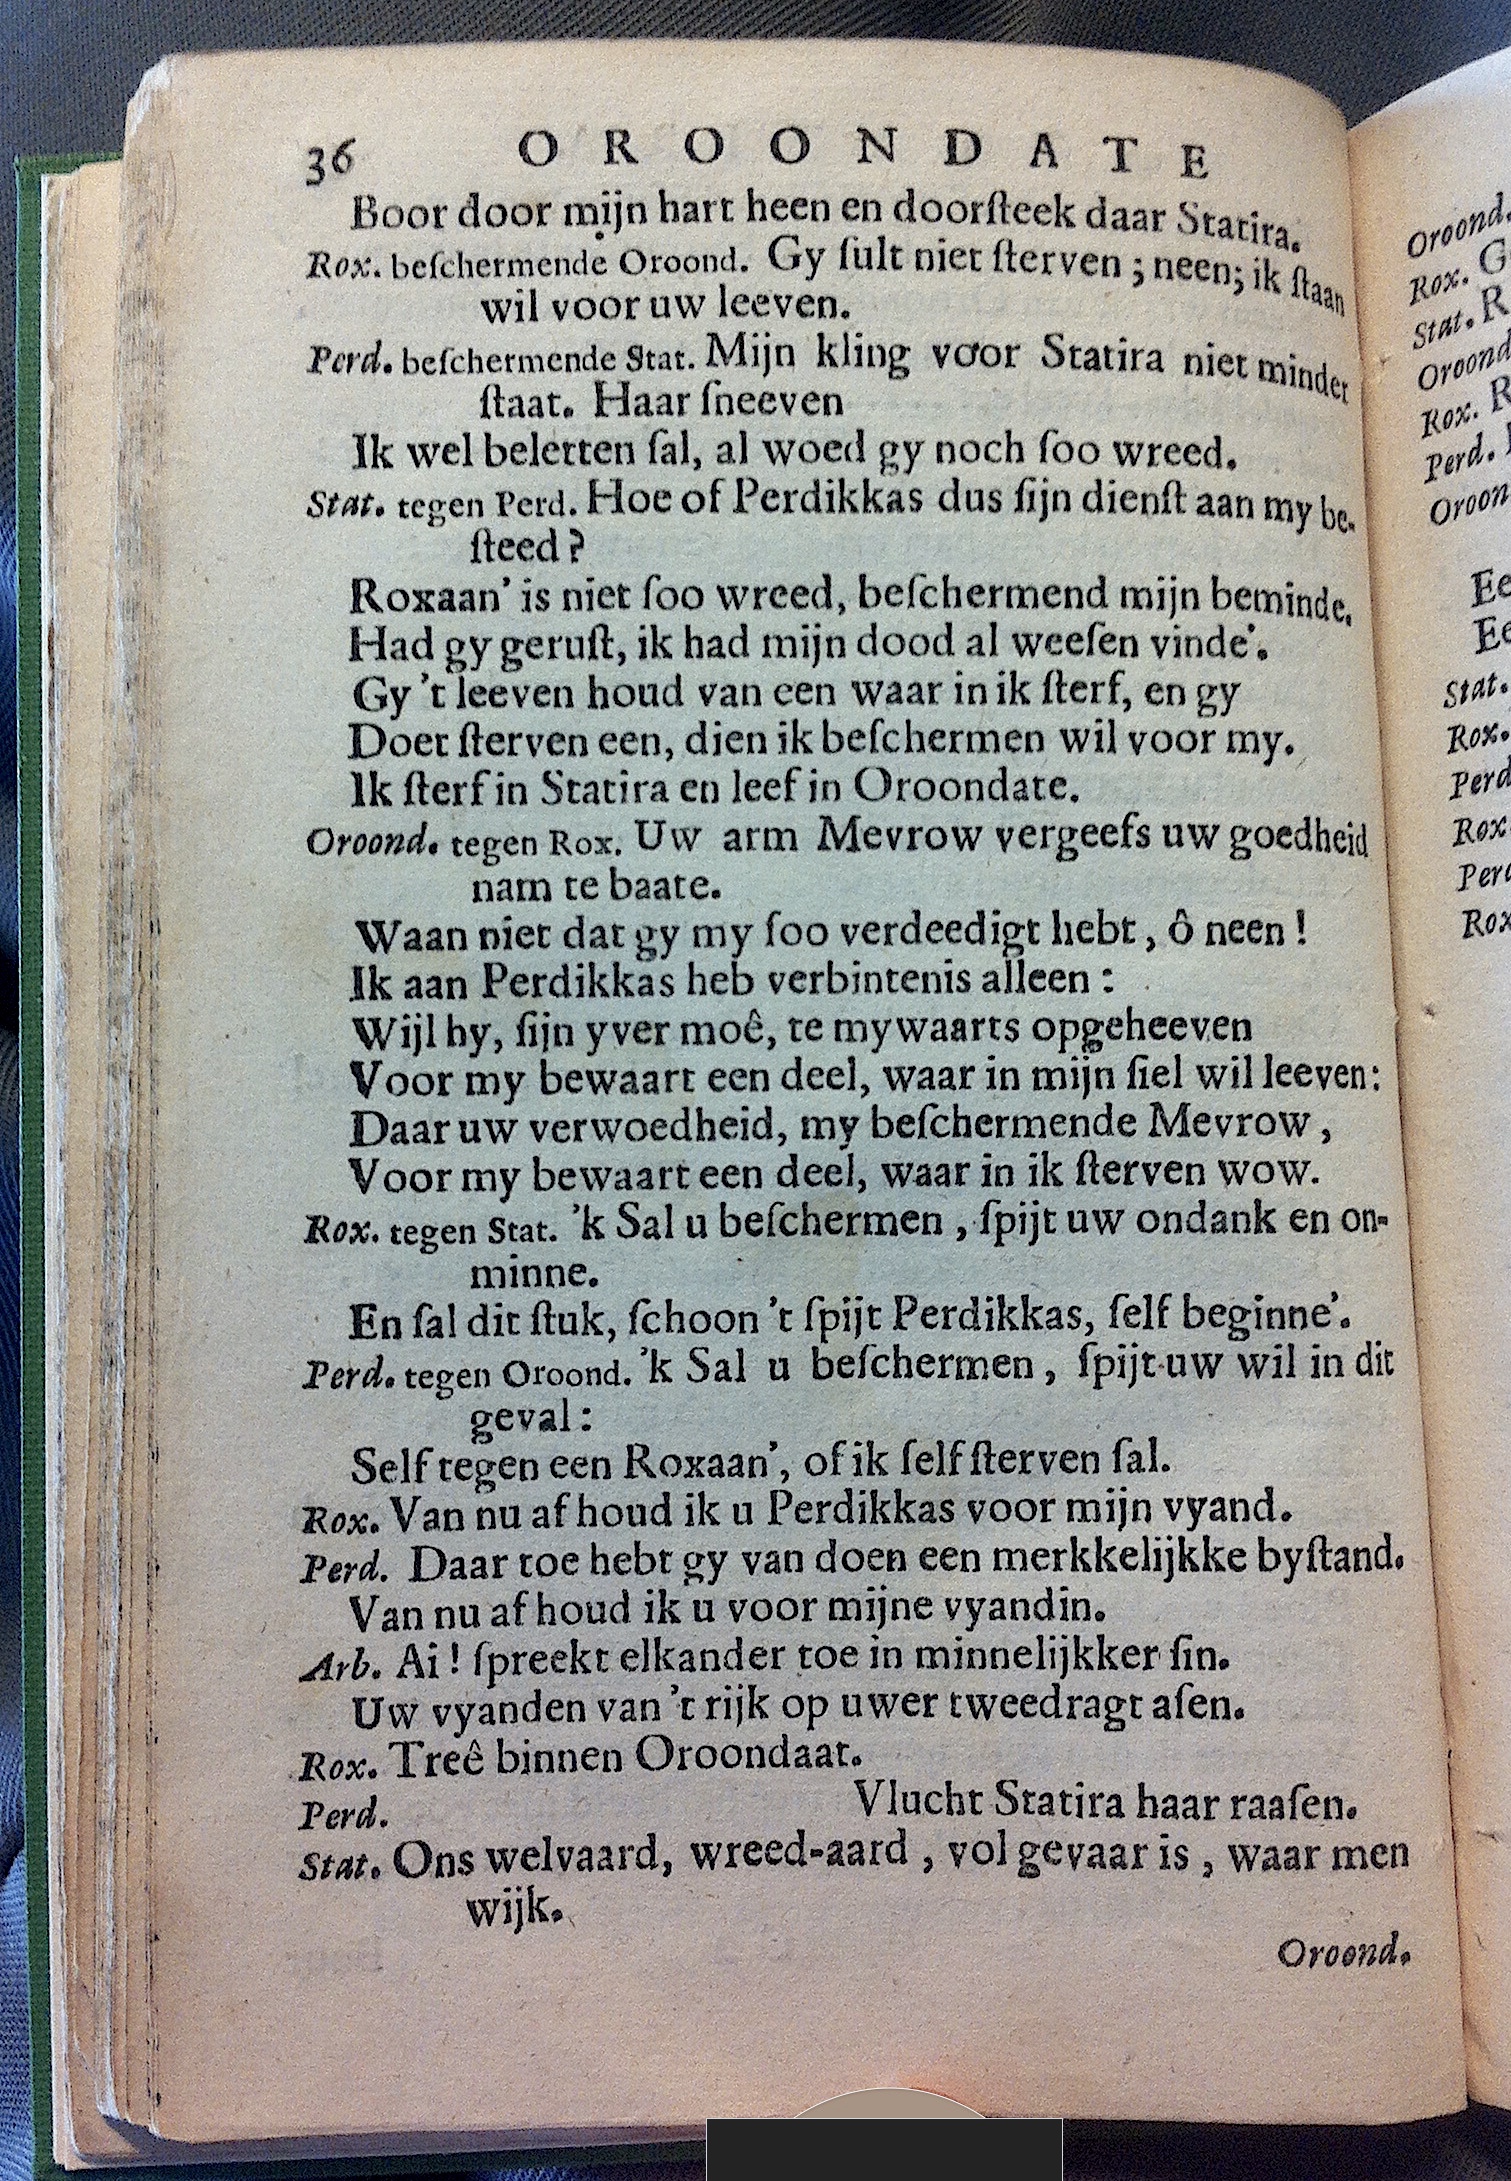 36 OROONDATE
Boor door mijn hart heen en doorſteek daar Statira.
Rox. beſchermende Oroond. Gy ſult niet ſterven ; neen; ik ſtaan
wil voor uw leeven.
Perd. beſchermende Stat. Mijn kling voor Statira niet minder
ſtaat. Haar ſneeven
Ik wel beletten ſal, al woed gy noch ſoo wreed.
Stat. tegen Perd. Hoe of Perdikkas dus ſijn dienſt aan my be-
ſteed ?
Roxaan’ is niet ſoo wreed, beſchermend mijn beminde.
Had gy geruſt, ik had mijn dood al weeſen vinde’.
Gy ’t leeven houd van een waar in ik ſterf, en gy
Doet ſterven een, dien ik beſchermen wil voor my.
Ik ſterf in Statira en leef in Oroondate.
Oroond. tegen Rox. Uw arm Mevrow vergeefs uw goedheid
nam te baate.
Waan niet dat gy my ſoo verdeedigt hebt, ô neen !
Ik aan Perdikkas heb verbintenis alleen :
Wijl hy, ſijn yver moê, te mywaarts opgeheeven
Voor my bewaart een deel, waar in mijn ſiel wil leeven:
Daar uw verwoedheid, my beſchermende Mevrow ,
Voor my bewaart een deel, waar in ik ſterven wow.
Rox. tegen Stat. ’k Sal u beſchermen , ſpijt uw ondank en on-
minne.
En ſal dit ſtuk, ſchoon ’t ſpijt Perdikkas, ſelf beginne’.
Perd. tegen Oroond. ’k Sal u beſchermen , ſpijt uw wil in dit
geval :
Self tegen een Roxaan’, of ik ſelf ſterven ſal.
Rox. Van nu af houd ik u Perdikkas voor mijn vyand.
Perd. Daar toe hebt gy van doen een merkkelijkke byſtand.
Van nu af houd ik u voor mijne vyandin.
Arb. Ai ! ſpreekt elkander toe in minnelijkker ſin.
Uw vyanden van ’t rijk op uwer tweedragt aſen.
Rox. Treê binnen Oroondaat.
Perd. Vlucht Statira haar raaſen.
Stat. Ons welvaard, wreed-aard , vol gevaar is , waar men
wijk.
Oroond.
Oroond.
Rox. G
Stat. R
Oroond
Rox. R
Perd.
Oroon
Ee
Ee
Stat.
Rox.
Perd
Rox
Perd
Rox